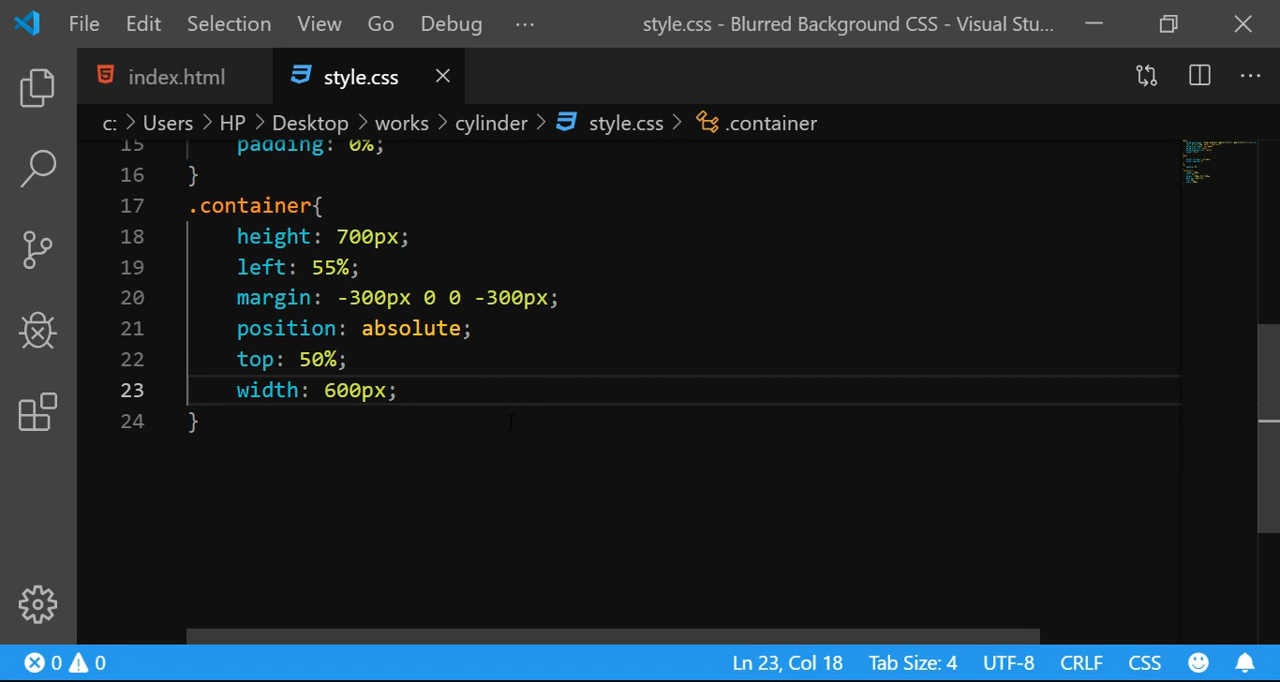 File Edit Selection View Go Debug ··· style.css - Blurred Background CSS - Visual Stu...
index.html style.css
c: > Users > HP > Desktop > works > cylinder > style.css > .container
15 padding: 0%;
16 }
17 .container{
18 height: 700px;
19 left: 55%;
20 margin: -300px 0 0 -300px;
21 position: absolute;
22 top: 50%;
23 width: 600px;
24 }
0 0 Ln 23, Col 18 Tab Size: 4 UTF-8 CRLF CSS